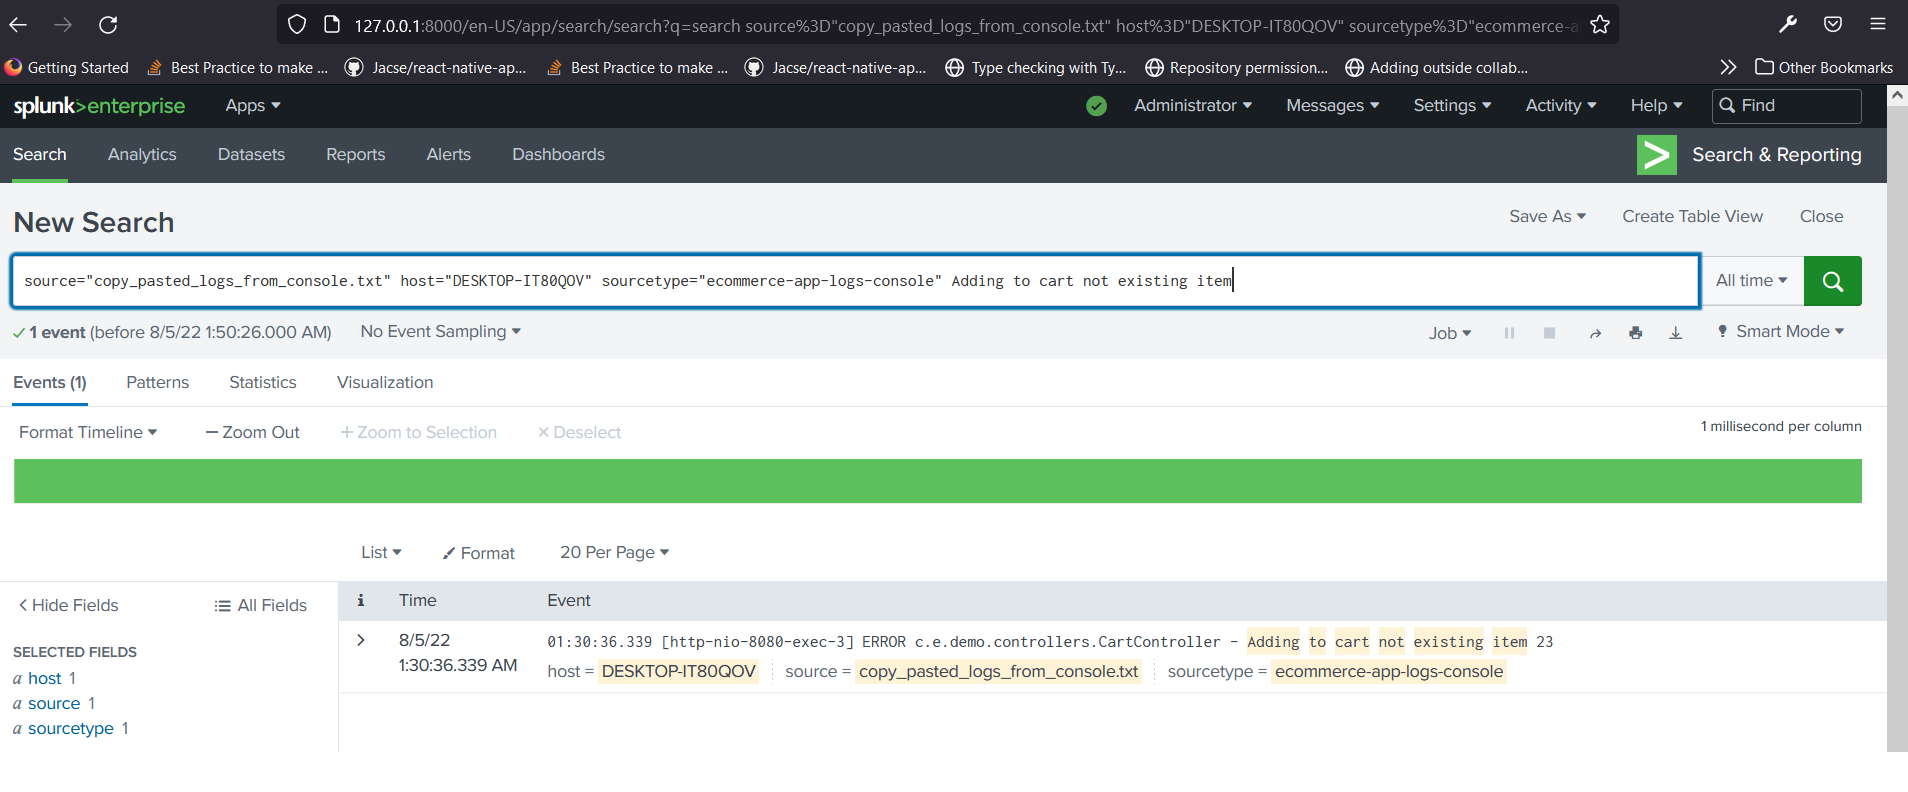 127.0.0.1:8000/en-US/app/search/search?q=search source%3D"copy_pasted_logs_from_console.txt" host%3D"DESKTOP-IT80QOV" sourcetype%3D"ecommerce-a
Getting Started Best Practice to make ... Jacse/react-native-ap... Best Practice to make ... Jacse/react-native-ap... Type checking with Ty... Repository permission... Adding outside collab... Other Bookmarks
splunk>enterprise Apps Administrator Messages Settings Activity Help Find
Search Analytics Datasets Reports Alerts Dashboards Search & Reporting
New Search Save As Create Table View Close
source="copy_pasted_logs_from_console.txt" host="DESKTOP-IT80QOV" sourcetype="ecommerce-app-logs-console" Adding to cart not existing item All time
1 event (before 8/5/22 1:50:26.000 AM) No Event Sampling Job Smart Mode
Events (1) Patterns Statistics Visualization
Format Timeline — Zoom Out + Zoom to Selection × Deselect 1 millisecond per column
List Format 20 Per Page
Hide Fields All Fields i Time Event
8/5/22 01:30:36.339 [http-nio-8080-exec-3] ERROR c.e.demo.controllers.CartController - Adding to cart not existing item 23
1:30:36.339 AM host = DESKTOP-IT80QOV source = copy_pasted_logs_from_console.txt sourcetype = ecommerce-app-logs-console
SELECTED FIELDS
a host 1
a source 1
a sourcetype 1